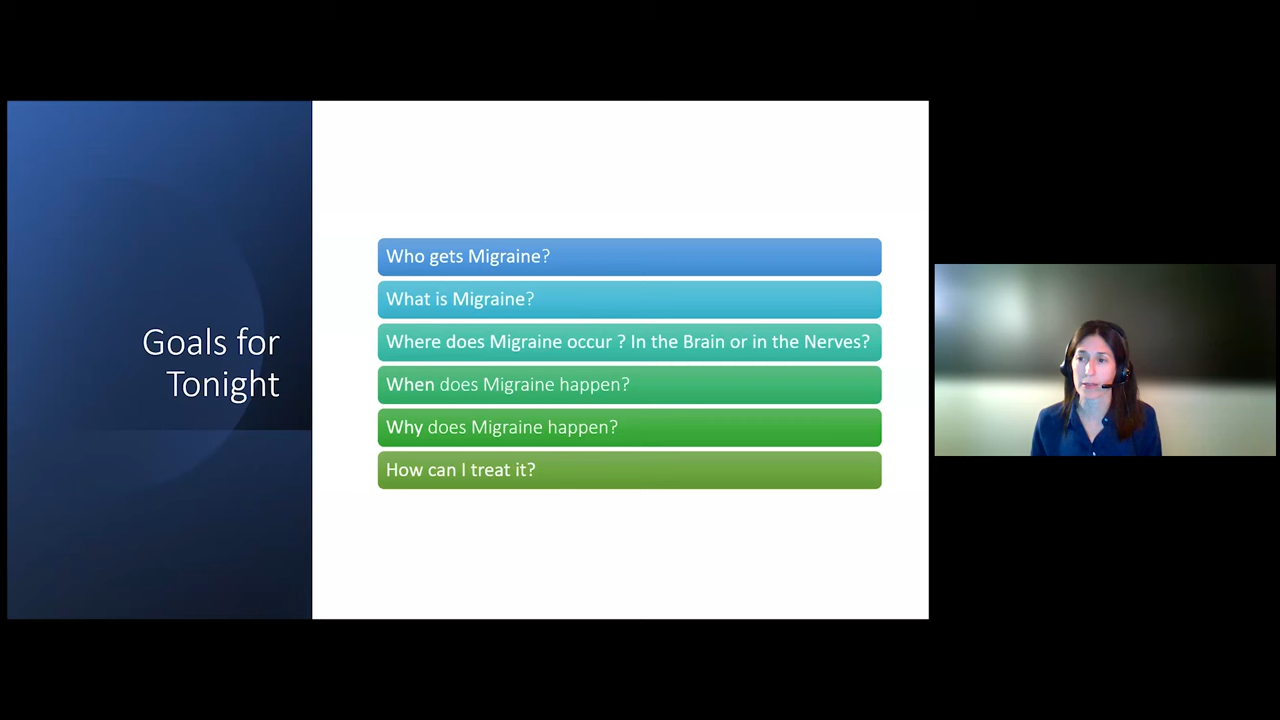 Goals for
Tonight
Who gets Migraine?
What is Migraine?
Where does Migraine occur ? In the Brain or in the Nerves?
When does Migraine happen?
Why does Migraine happen?
How can I treat it?